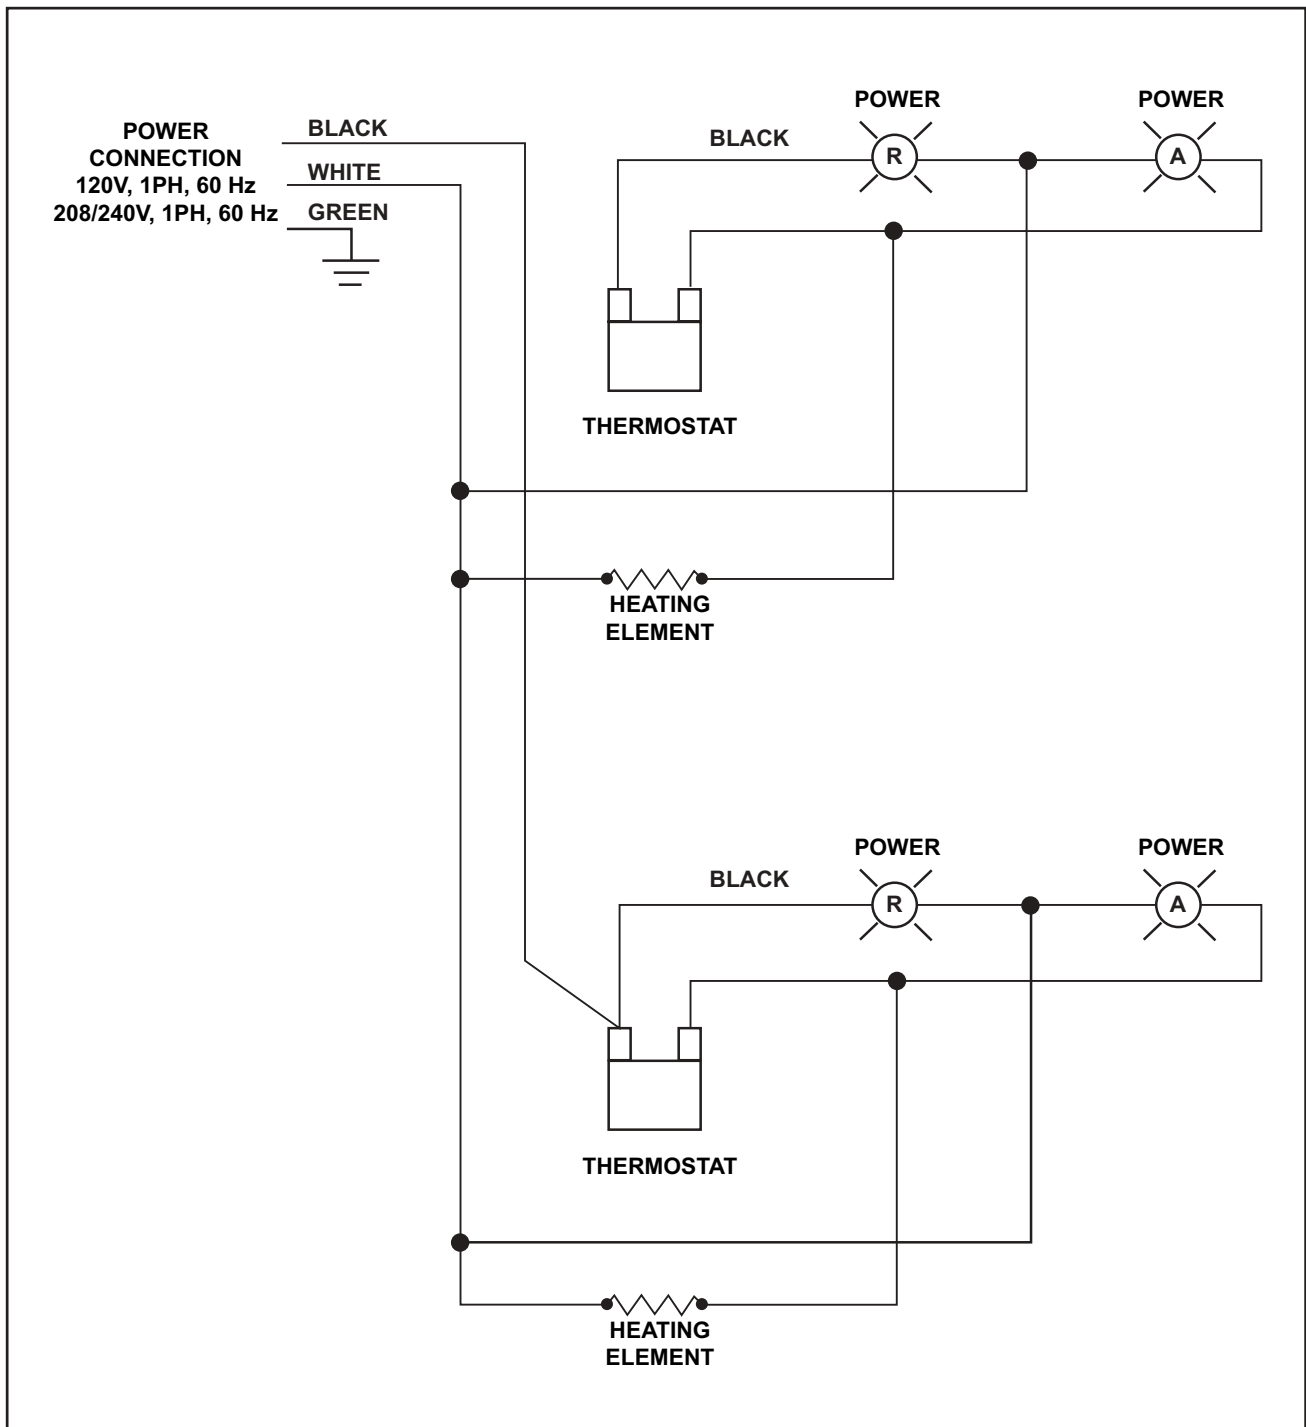 POWER
CONNECTION
120V, 1PH, 60 Hz
208/240V, 1PH, 60 Hz
BLACK
WHITE
GREEN
BLACK
POWER
R
POWER
A
THERMOSTAT
HEATING
ELEMENT
BLACK
POWER
R
POWER
A
THERMOSTAT
HEATING
ELEMENT